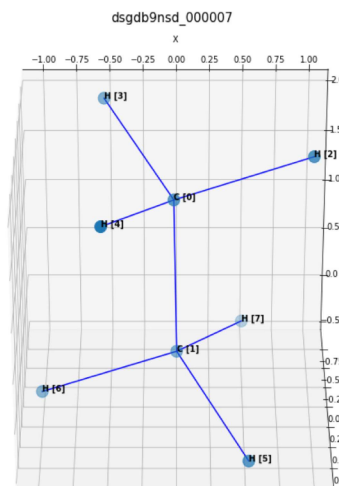 dsgdb9nsd_000007
x
−1.00 −0.75 −0.50 −0.25 0.00 0.25 0.50 0.75 1.00
H [3]
1.5
H [2]
1.0
C [0]
H [4]
0.5
0.0
H [7]
−0.5
C [1]
H [6]
H [5]